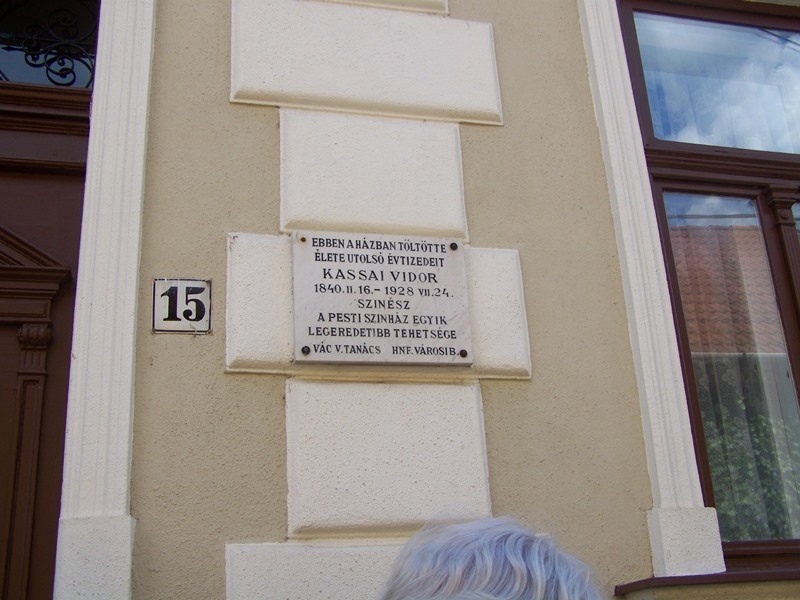 EBBEN A HÁZBAN TÖLTÖTTE
ÉLETE UTOLSÓ ÉVTIZEDEIT
KASSAI VIDOR
1840. II. 16.– 1928 VII. 24.
SZINÉSZ
A PESTI SZINHÁZ EGYIK
LEGEREDETIBB TEHETSÉGE
VÁC V. TANÁCS HNF. VÁROSI B.
15